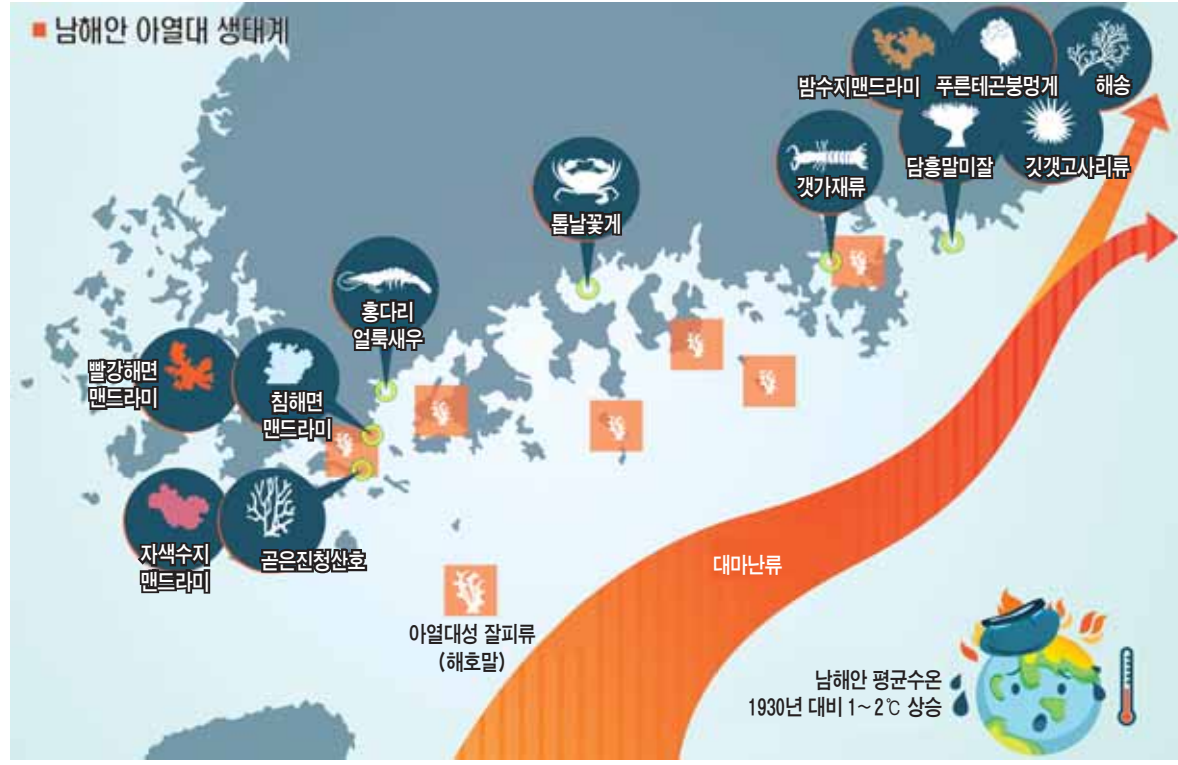 남해안 아열대 생태계
밤수지맨드라미
푸른테곤붕멍게
해송
담홍말미잘
깃갯고사리류
갯가재류
톱날꽃게
홍다리
얼룩새우
빨강해면
맨드라미
침해면
맨드라미
자색수지
맨드라미
곧은진총산호
대마난류
아열대성 잘피류
(해호말)
남해안 평균수온
1930년 대비 1~2℃ 상승